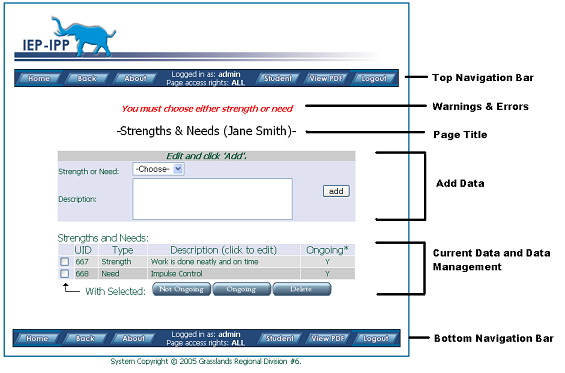 IEP-IPP
Home Back About Logged in as: admin Student View PDF Logout
Page access rights: ALL
Top Navigation Bar
You must choose either strength or need
Warnings & Errors
-Strengths & Needs (Jane Smith)-
Page Title
Edit and click 'Add'.
Strength or Need: -Choose-
Description:
add
Add Data
Strengths and Needs:
UID Type Description (click to edit) Ongoing*
667 Strength Work is done neatly and on time Y
668 Need Impulse Control Y
With Selected: Not Ongoing Ongoing Delete
Current Data and Data
Management
Home Back About Logged in as: admin Student View PDF Logout
Page access rights: ALL
Bottom Navigation Bar
System Copyright © 2005 Grasslands Regional Division #6.